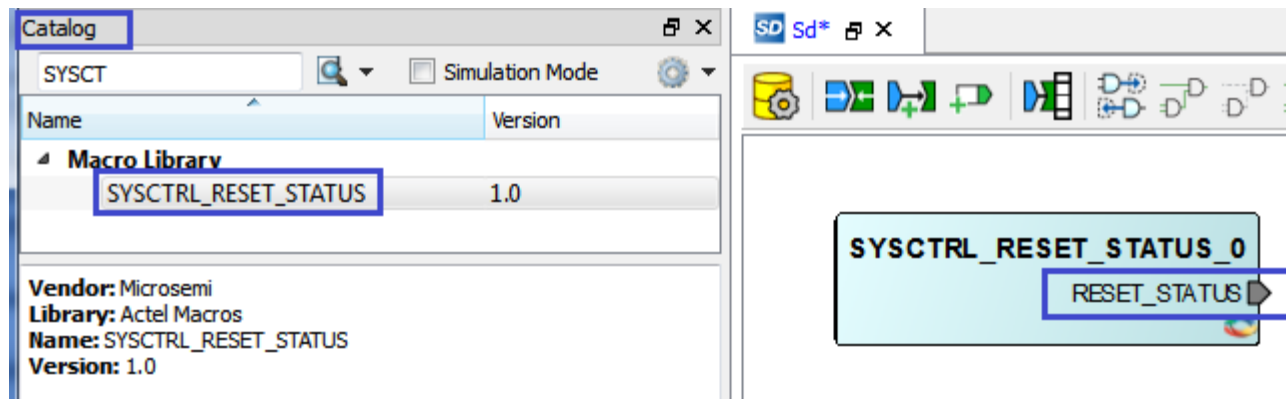 Catalog
SYSCT
Simulation Mode
Name
Version
Macro Library
SYSCTRL_RESET_STATUS
1.0
Vendor: Microsemi
Library: Actel Macros
Name: SYSCTRL_RESET_STATUS
Version: 1.0
SD Sd*
SYSCTRL_RESET_STATUS_0
RESET_STATUS